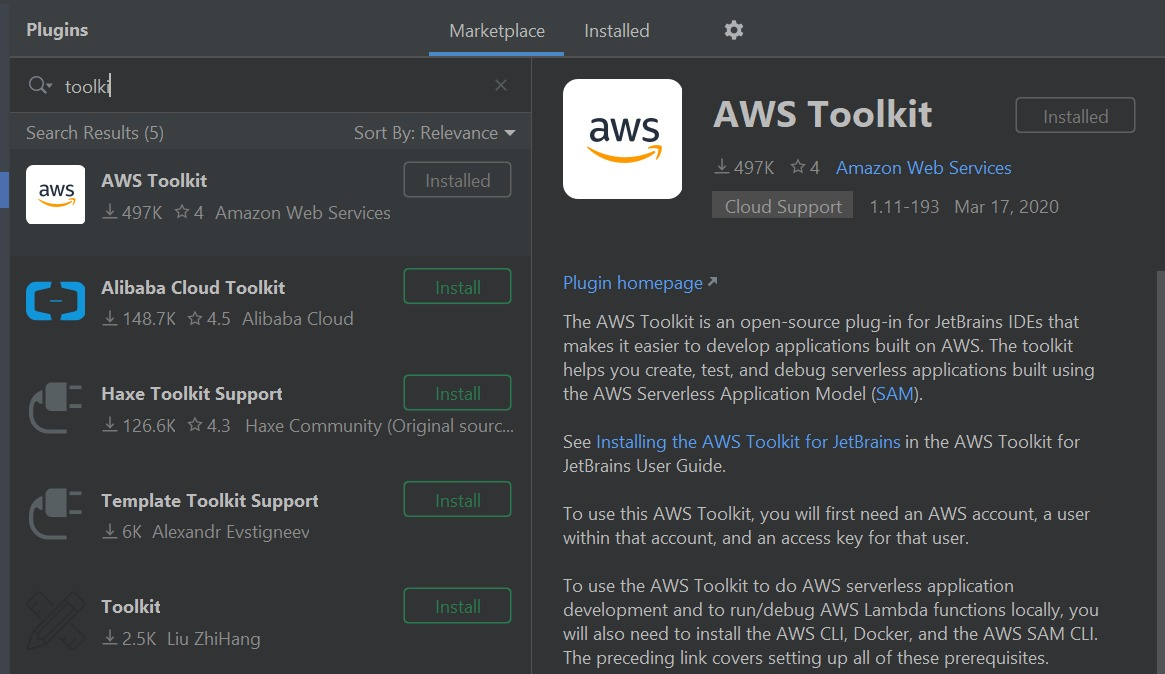 Plugins
Marketplace
Installed
toolki
Search Results (5)
Sort By: Relevance
aws
AWS Toolkit
Installed
497K 4 Amazon Web Services
Alibaba Cloud Toolkit
Install
148.7K 4.5 Alibaba Cloud
Haxe Toolkit Support
Install
126.6K 4.3 Haxe Community (Original sourc...
Template Toolkit Support
Install
6K Alexandr Evstigneev
Toolkit
Install
2.5K Liu ZhiHang
aws
AWS Toolkit
Installed
497K 4 Amazon Web Services
Cloud Support 1.11-193 Mar 17, 2020
Plugin homepage
The AWS Toolkit is an open-source plug-in for JetBrains IDEs that
makes it easier to develop applications built on AWS. The toolkit
helps you create, test, and debug serverless applications built using
the AWS Serverless Application Model (SAM).
See Installing the AWS Toolkit for JetBrains in the AWS Toolkit for
JetBrains User Guide.
To use this AWS Toolkit, you will first need an AWS account, a user
within that account, and an access key for that user.
To use the AWS Toolkit to do AWS serverless application
development and to run/debug AWS Lambda functions locally, you
will also need to install the AWS CLI, Docker, and the AWS SAM CLI.
The preceding link covers setting up all of these prerequisites.